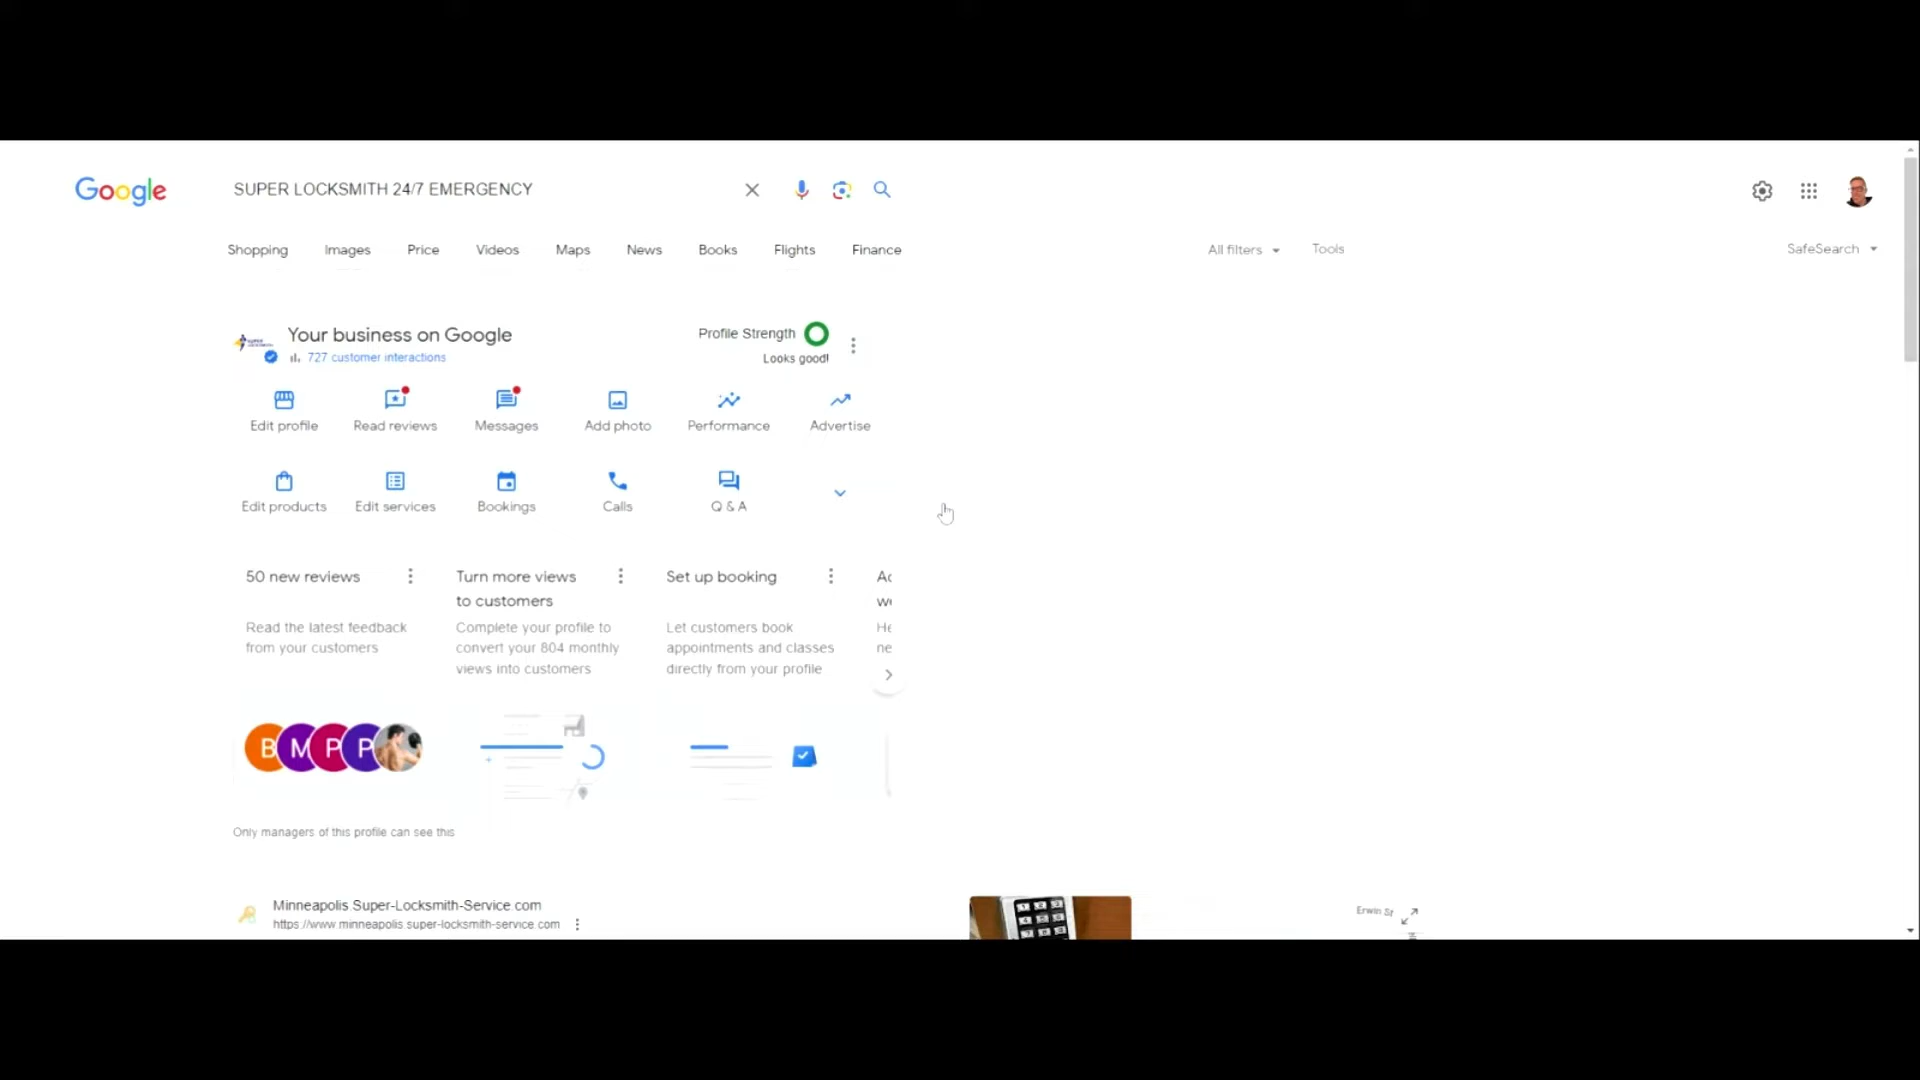 Google
SUPER LOCKSMITH 24/7 EMERGENCY
Shopping Images Price Videos Maps News Books Flights Finance All filters Tools SafeSearch
Your business on Google
727 customer interactions
Profile Strength
Looks good!
Edit profile Read reviews Messages Add photo Performance Advertise
Edit products Edit services Bookings Calls Q & A
50 new reviews
Read the latest feedback
from your customers
Turn more views
to customers
Complete your profile to
convert your 804 monthly
views into customers
Set up booking
Let customers book
appointments and classes
directly from your profile
B M P P
Only managers of this profile can see this
Minneapolis Super-Locksmith-Service.com
https://www.minneapolis.super-locksmith-service.com
Erwin St